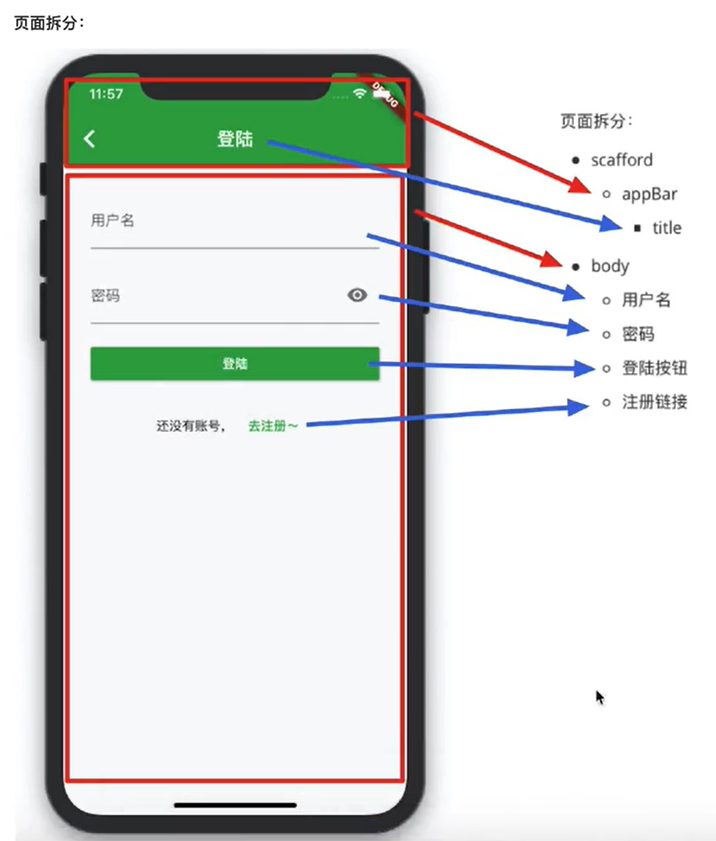 页面拆分：
11:57
DEBUG
登陆
用户名
密码
登陆
还没有账号， 去注册～
页面拆分：
scafford
appBar
title
body
用户名
密码
登陆按钮
注册链接